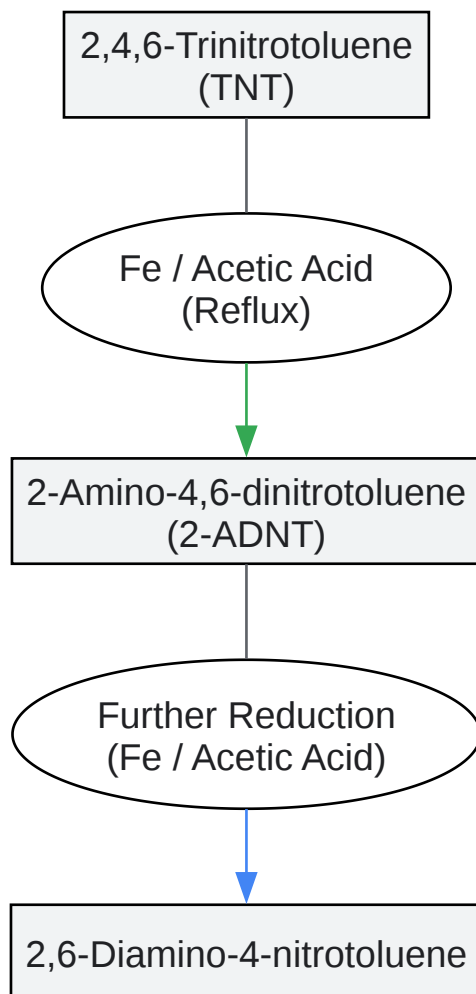 2,4,6-Trinitrotoluene
(TNT)
Fe / Acetic Acid
(Reflux)
2-Amino-4,6-dinitrotoluene
(2-ADNT)
Further Reduction
(Fe / Acetic Acid)
2,6-Diamino-4-nitrotoluene